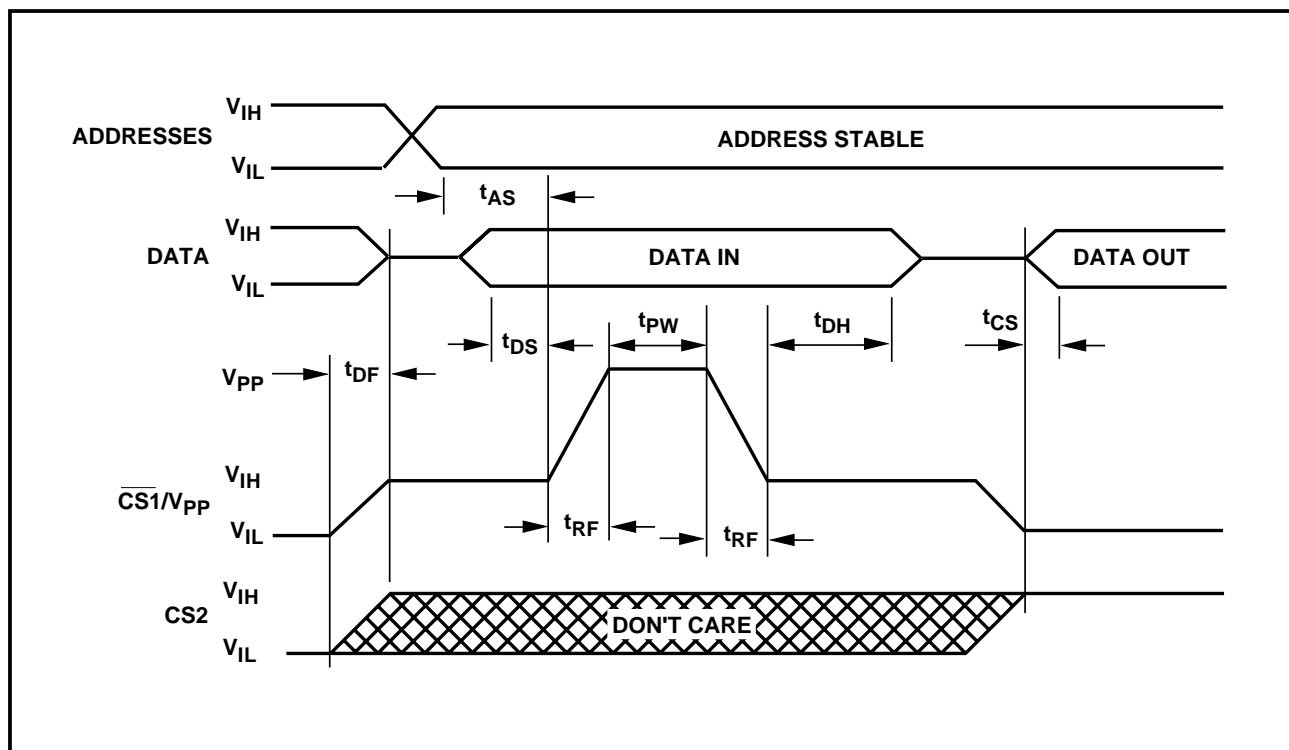 VIH
ADDRESSES
ADDRESS STABLE
VIL
tAS
VIH
DATA
DATA IN
DATA OUT
VIL
tDS
tPW
tDH
tCS
VPP
tDF
VIH
CS1/VPP
VIL
tRF
tRF
VIH
CS2
DON'T CARE
VIL